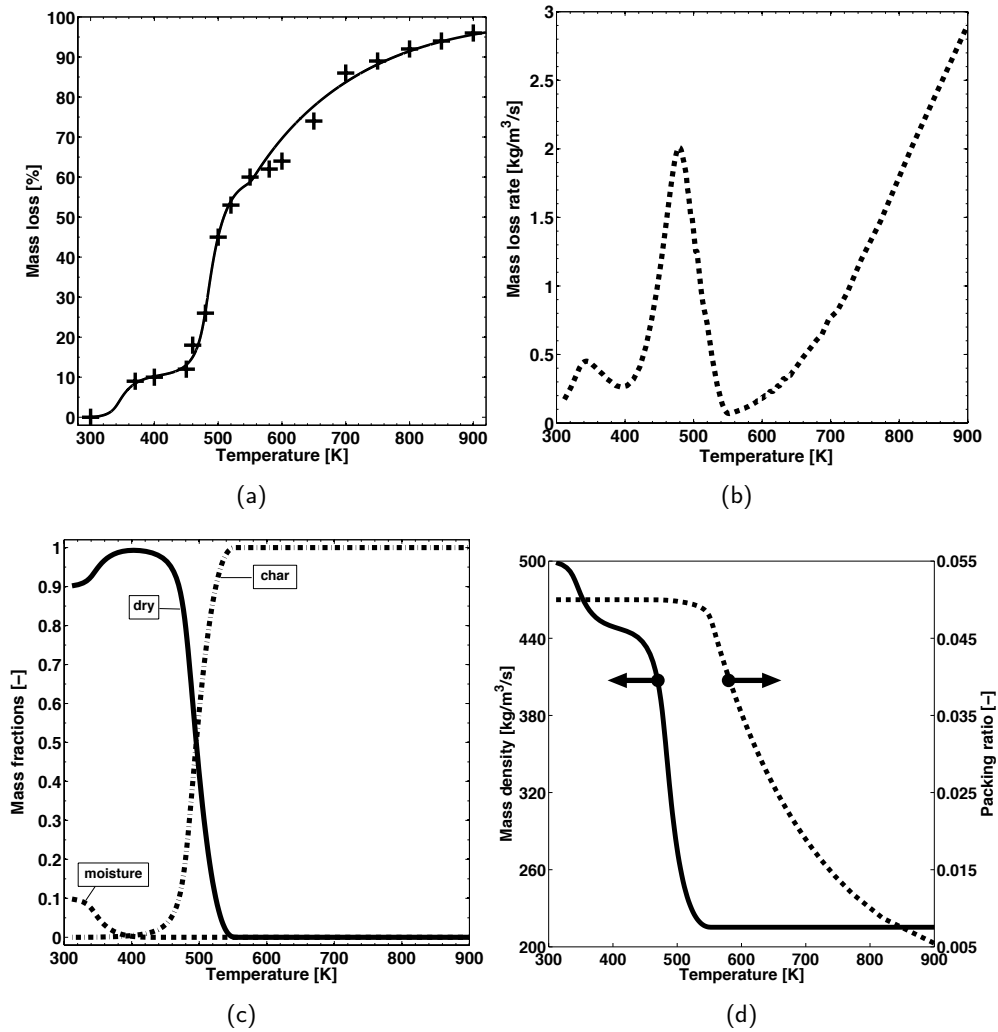 100
90
80
70
60
50
40
30
20
10
0
300 400 500 600 700 800 900
Mass loss [%]
Temperature [K]
(a)
3
2.5
2
1.5
1
0.5
0
300 400 500 600 700 800 900
Mass loss rate [kg/m³/s]
Temperature [K]
(b)
1
0.9
0.8
0.7
0.6
0.5
0.4
0.3
0.2
0.1
0
300 400 500 600 700 800 900
Mass fractions [–]
Temperature [K]
char
dry
moisture
(c)
500
440
380
320
260
200
0.055
0.045
0.035
0.025
0.015
0.005
300 400 500 600 700 800 900
Mass density [kg/m³/s]
Packing ratio [–]
Temperature [K]
(d)